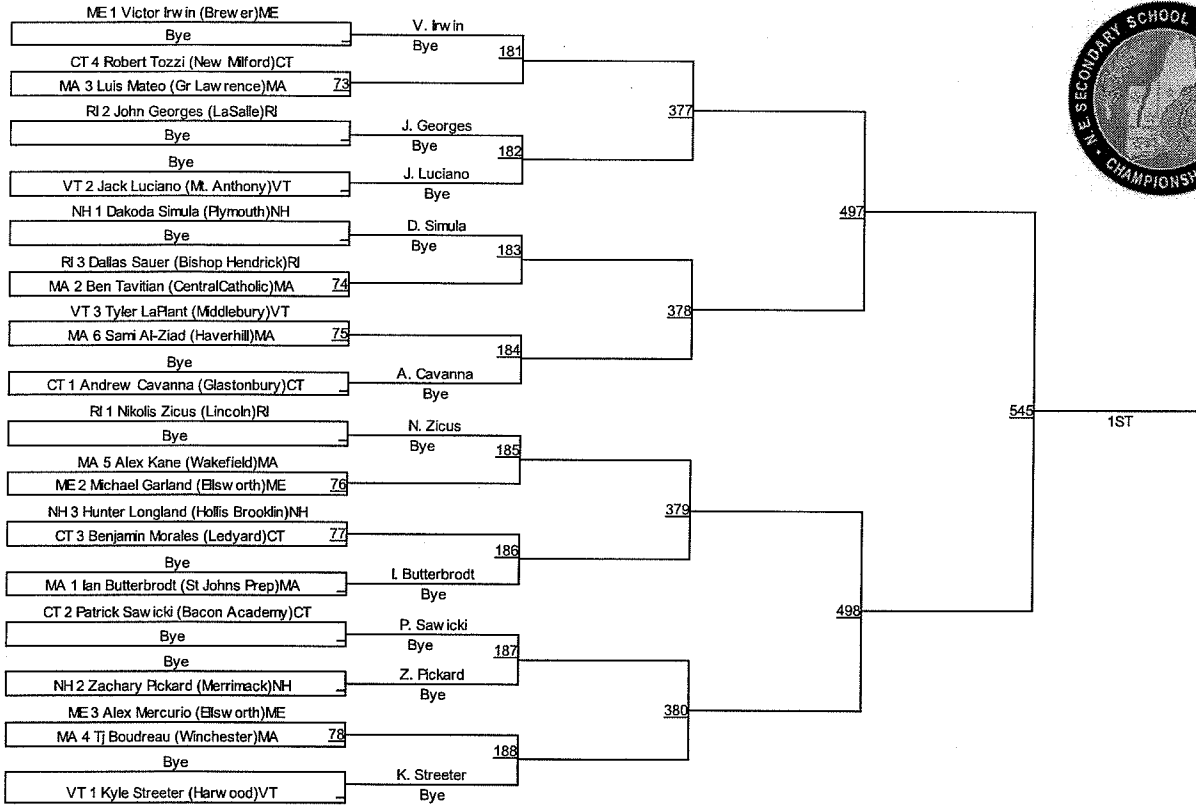 ME 1 Victor Irwin (Brewer)ME
Bye
CT 4 Robert Tozzi (New Milford)CT
MA 3 Luis Mateo (Gr Lawrence)MA 73
RI 2 John Georges (LaSalle)RI
Bye
Bye
VT 2 Jack Luciano (Mt. Anthony)VT
NH 1 Dakoda Simula (Plymouth)NH
Bye
RI 3 Dallas Sauer (Bishop Hendrick)RI
MA 2 Ben Tavitian (CentralCatholic)MA 74
VT 3 Tyler LaPlant (Middlebury)VT
MA 6 Sami Al-Ziad (Haverhill)MA 75
Bye
CT 1 Andrew Cavanna (Glastonbury)CT
RI 1 Nikolis Zicus (Lincoln)RI
Bye
MA 5 Alex Kane (Wakefield)MA
ME 2 Michael Garland (Ellsworth)ME 76
NH 3 Hunter Longland (Hollis Brooklin)NH
CT 3 Benjamin Morales (Ledyard)CT 77
Bye
MA 1 Ian Butterbrodt (St Johns Prep)MA
CT 2 Patrick Sawicki (Bacon Academy)CT
Bye
Bye
NH 2 Zachary Pickard (Merrimack)NH
ME 3 Alex Mercurio (Ellsworth)ME
MA 4 Tj Boudreau (Winchester)MA 78
Bye
VT 1 Kyle Streeter (Harwood)VT
V. Irwin
Bye
181
J. Georges
Bye
182
J. Luciano
Bye
D. Simula
Bye
183
184
A. Cavanna
Bye
N. Zicus
Bye
185
186
I. Butterbrodt
Bye
P. Sawicki
Bye
187
Z. Pickard
Bye
188
K. Streeter
Bye
377
378
379
380
497
498
545
1ST
N.E. SECONDARY SCHOOL
CHAMPIONSH